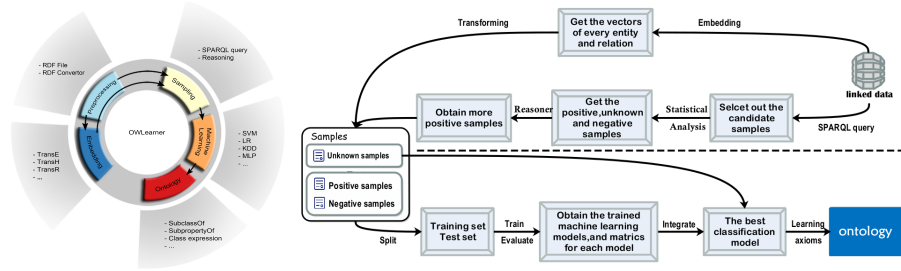 - SPARQL query
- Reasoning
- RDF File
- RDF Convertor
Preprocessing
Sampling
OWLearner
Machine
Learning
Embedding
Ontology
- SVM
- LR
- KDD
- MLP
- ...
- TransE
- TransH
- TransR
- ...
- SubclassOf
- SubpropertyOf
- Class expression
- ...
Transforming
Get the vectors
of every entity
and relation
Embedding
linked data
SPARQL query
Selcet out the
candidate
samples
Statistical
Analysis
Get the
positive,unknown
and negative
samples
Reasoner
Obtain more
positive samples
Samples
Unknown samples
Positive samples
Negative samples
Split
Training set
Test set
Train
Evaluate
Obtain the trained
machine learning
models,and matrics
for each model
Integrate
The best
classification
model
Learning
axioms
ontology